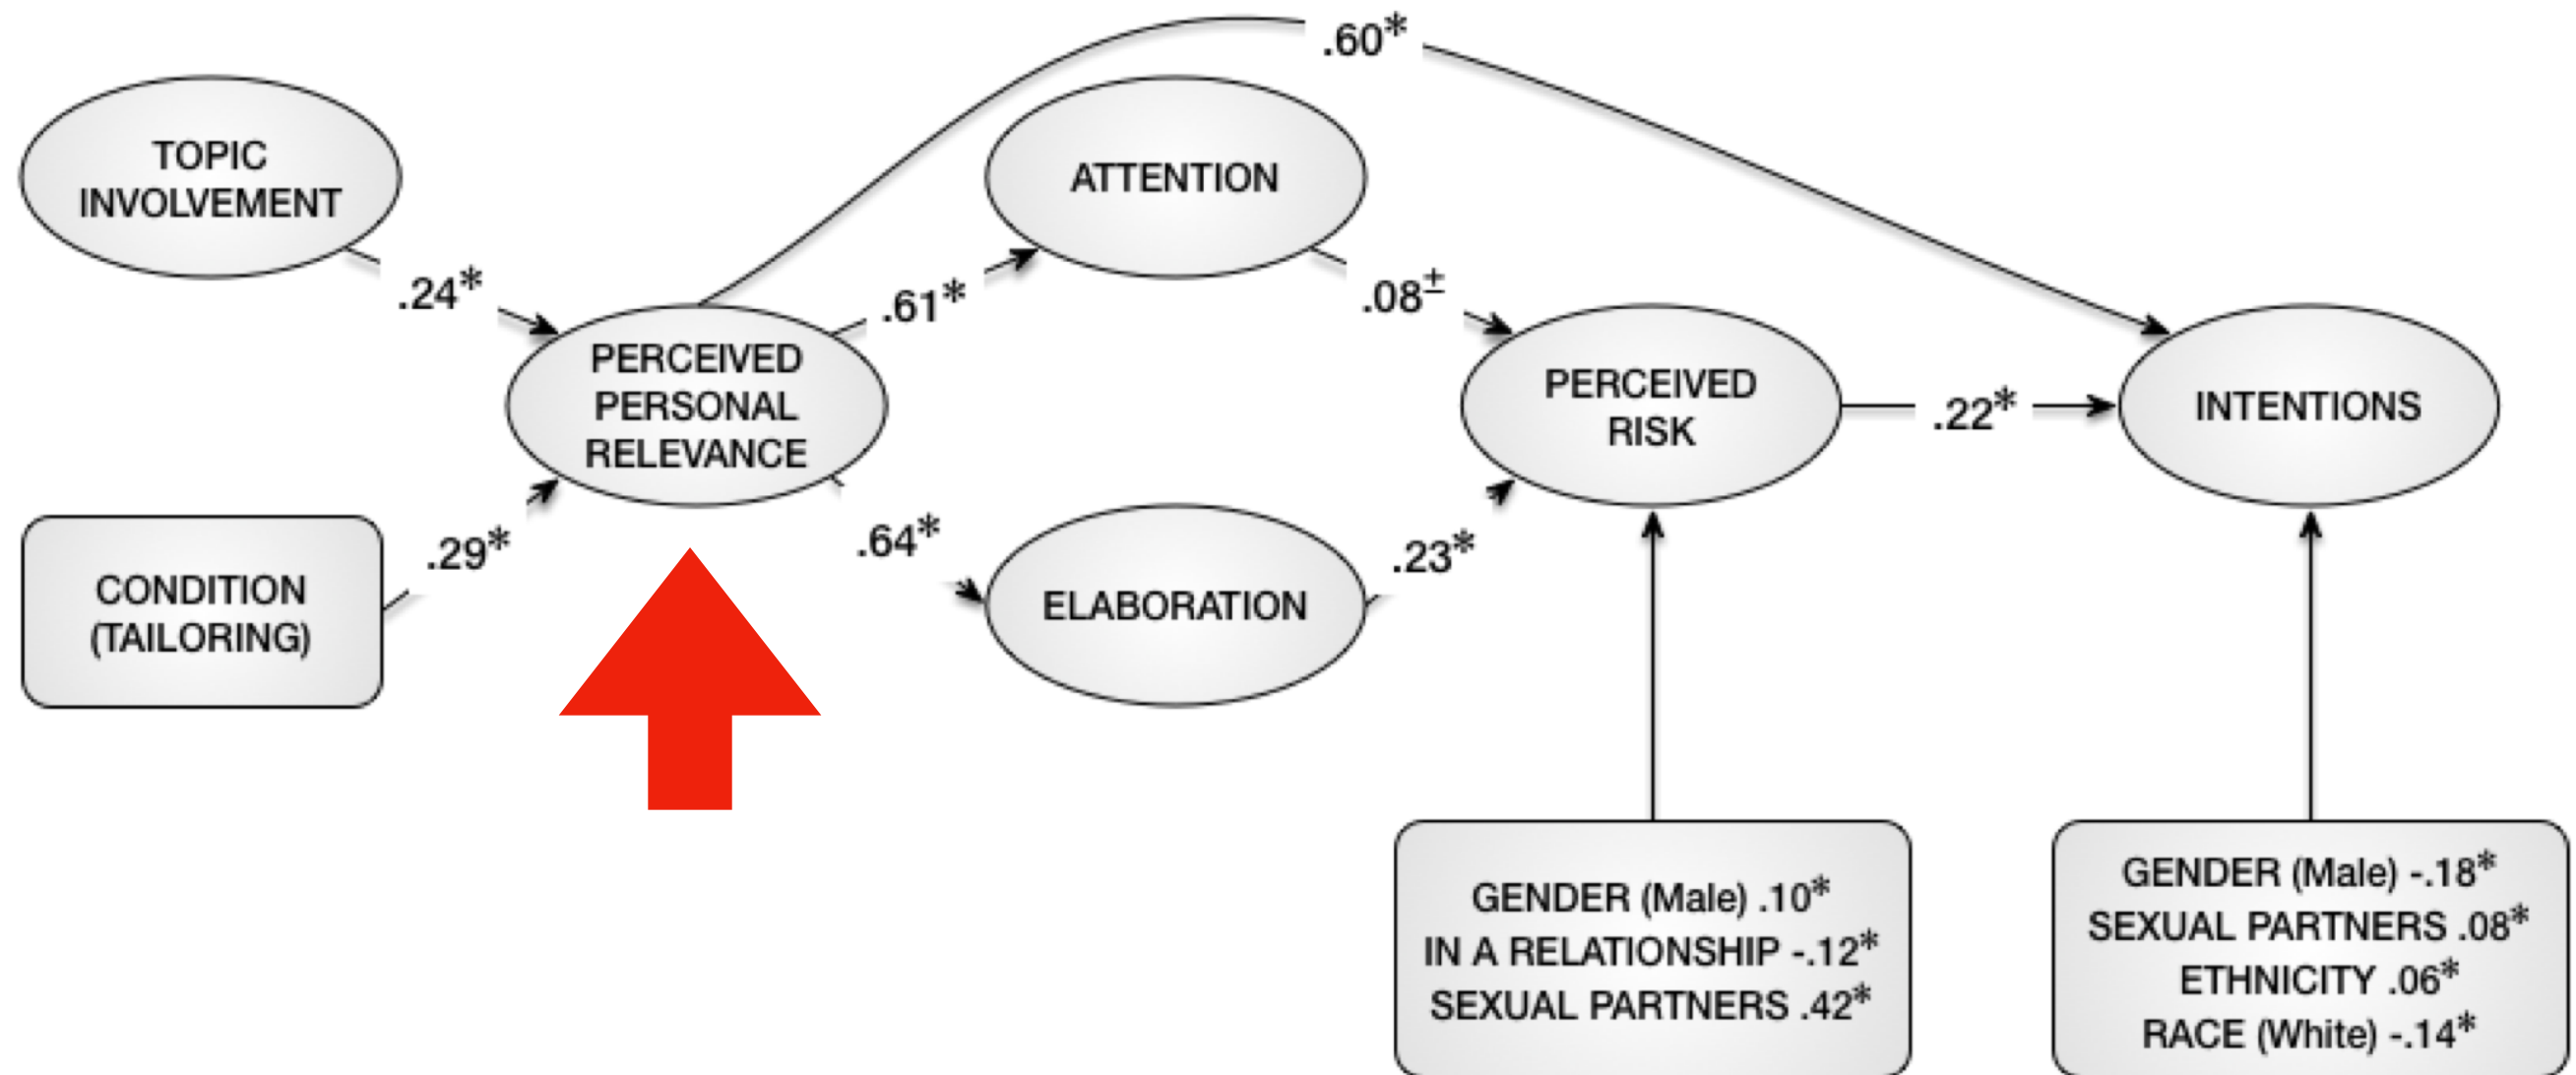 .60*
TOPIC
INVOLVEMENT
ATTENTION
.24*
.61*
.08±
PERCEIVED
PERSONAL
RELEVANCE
PERCEIVED
RISK
.22*
INTENTIONS
CONDITION
(TAILORING)
.29*
.64*
ELABORATION
.23*
GENDER (Male) .10*
IN A RELATIONSHIP -.12*
SEXUAL PARTNERS .42*
GENDER (Male) -.18*
SEXUAL PARTNERS .08*
ETHNICITY .06*
RACE (White) -.14*